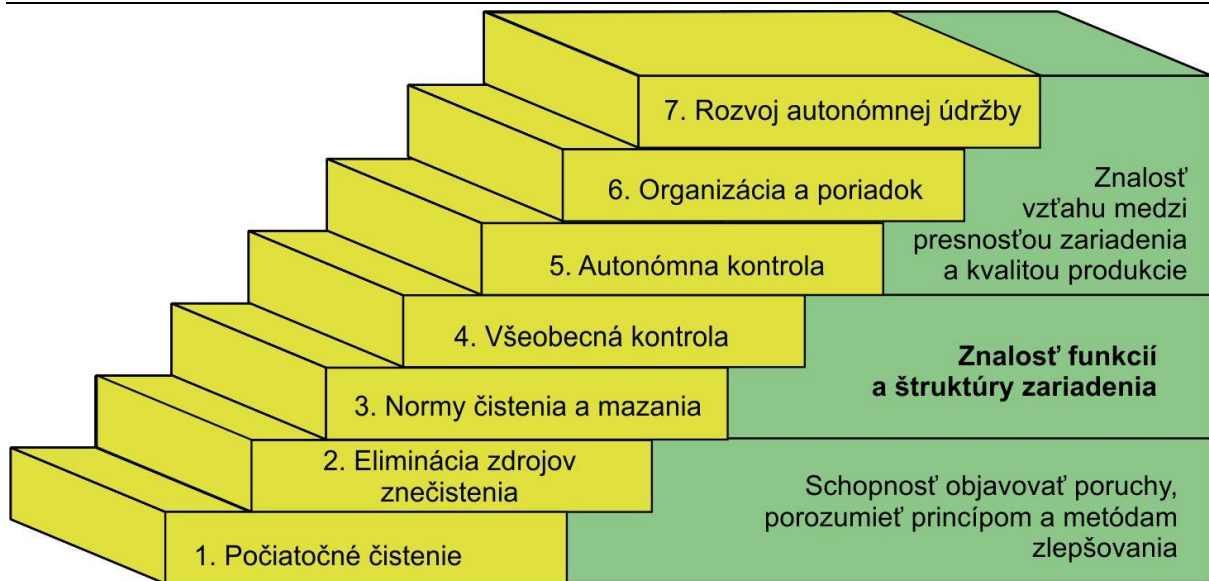 7. Rozvoj autonómnej údržby
6. Organizácia a poriadok
Znalosť
vzťahu medzi
presnosťou zariadenia
a kvalitou produkcie
5. Autonómna kontrola
4. Všeobecná kontrola
Znalosť funkcií
a štruktúry zariadenia
3. Normy čistenia a mazania
2. Eliminácia zdrojov
znečistenia
Schopnosť objavovať poruchy,
porozumieť princípom a metódam
zlepšovania
1. Počiatočné čistenie